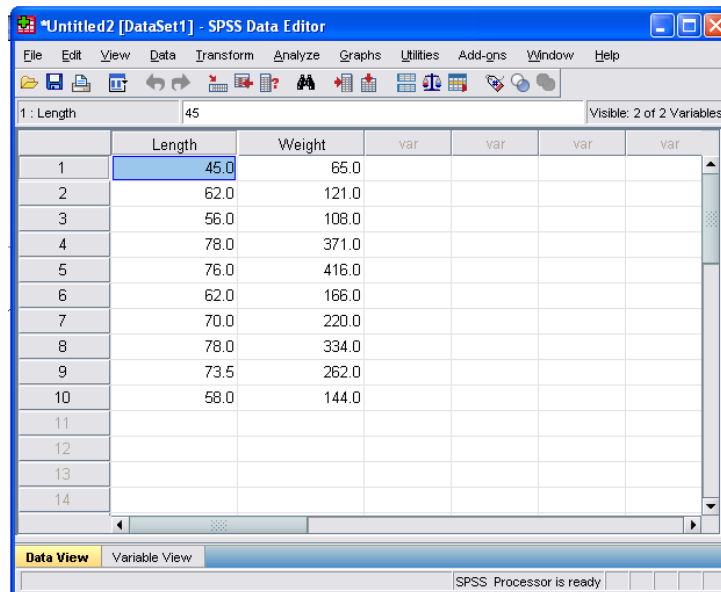 *Untitled2 [DataSet1] - SPSS Data Editor
File Edit View Data Transform Analyze Graphs Utilities Add-ons Window Help
1 : Length 45 Visible: 2 of 2 Variables
Length Weight var var var var
1 45.0 65.0
2 62.0 121.0
3 56.0 108.0
4 78.0 371.0
5 76.0 416.0
6 62.0 166.0
7 70.0 220.0
8 78.0 334.0
9 73.5 262.0
10 58.0 144.0
11
12
13
14
Data View Variable View
SPSS Processor is ready